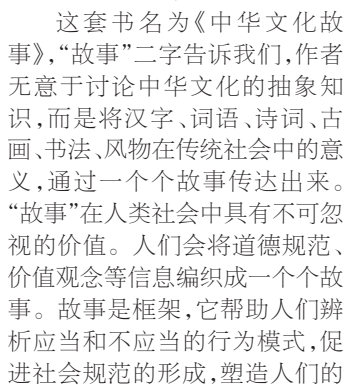 这套书名为《中华文化故
事》，“故事”二字告诉我们，作者
无意于讨论中华文化的抽象知
识，而是将汉字、词语、诗词、古
画、书法、风物在传统社会中的意
义，通过一个个故事传达出来。
“故事”在人类社会中具有不可忽
视的价值。人们会将道德规范、
价值观念等信息编织成一个个故
事。故事是框架，它帮助人们辨
析应当和不应当的行为模式，促
进社会规范的形成，塑造人们的